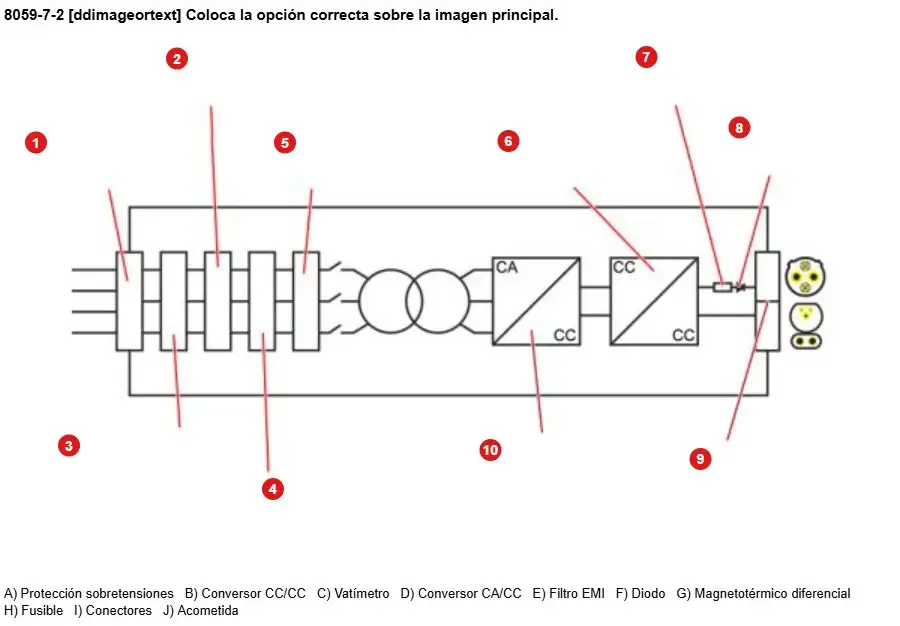 8059-7-2 [ddimageortext] Coloca la opción correcta sobre la imagen principal.
2
7
8
1
5
6
CA
CC
CC
CC
3
10
9
4
A) Protección sobretensiones B) Conversor CC/CC C) Vatímetro D) Conversor CA/CC E) Filtro EMI F) Diodo G) Magnetotérmico diferencial
H) Fusible I) Conectores J) Acometida